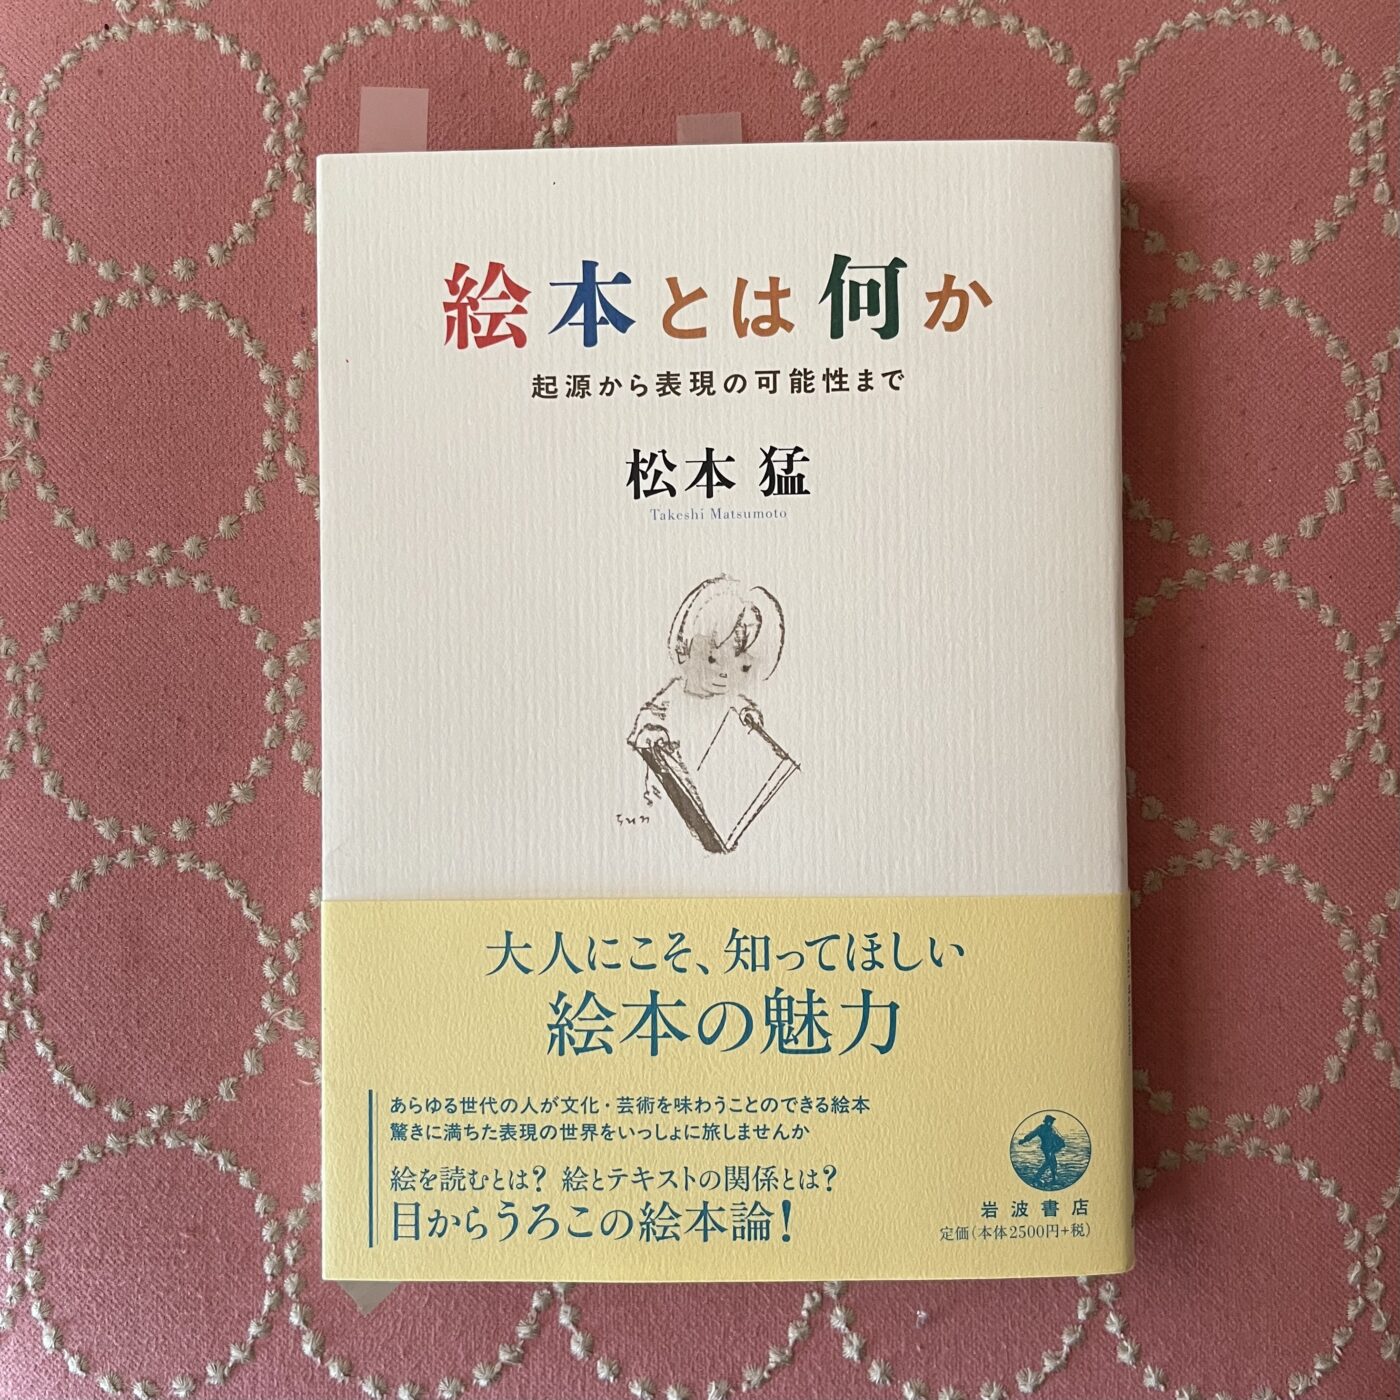 絵本とは何か
起源から表現の可能性まで
松本 猛
Takeshi Matsumoto
大人にこそ、知ってほしい
絵本の魅力
あらゆる世代の人が文化・芸術を味わうことのできる絵本
驚きに満ちた表現の世界をいっしょに旅しませんか
絵を読むとは? 絵とテキストの関係とは?
目からうろこの絵本論!
岩波書店
定価(本体2500円+税)